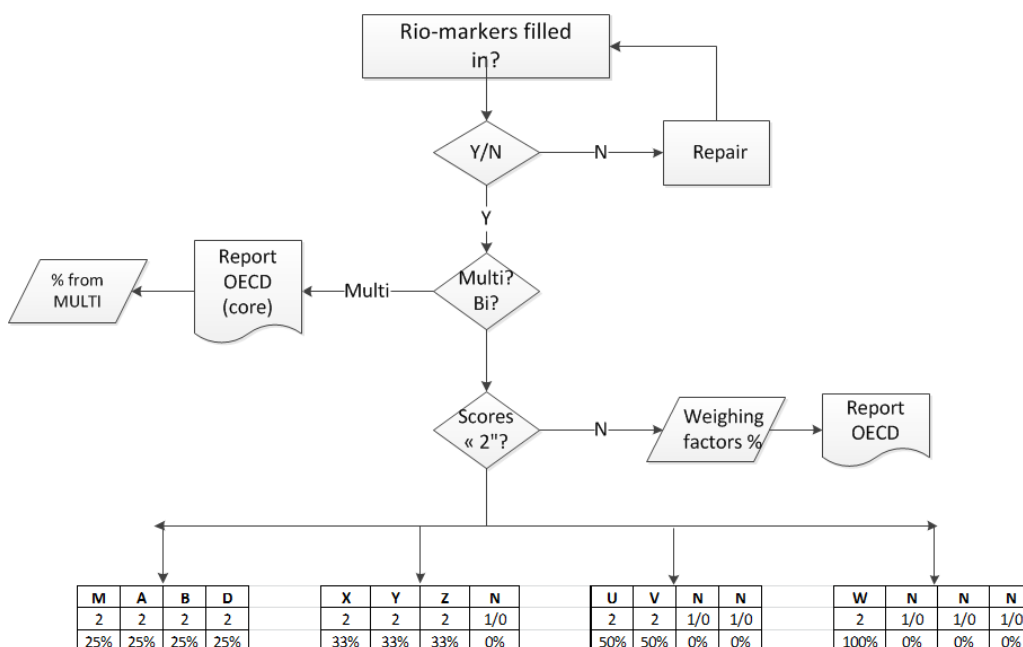 Rio-markers filled
in?
Y/N
N
Repair
Y
Multi?
Bi?
Multi
Report
OECD
(core)
% from
MULTI
Scores
« 2"?
N
Weighing
factors %
Report
OECD
M A B D
2 2 2 2
25% 25% 25% 25%
X Y Z N
2 2 2 1/0
33% 33% 33% 0%
U V N N
2 2 1/0 1/0
50% 50% 0% 0%
W N N N
2 1/0 1/0 1/0
100% 0% 0% 0%